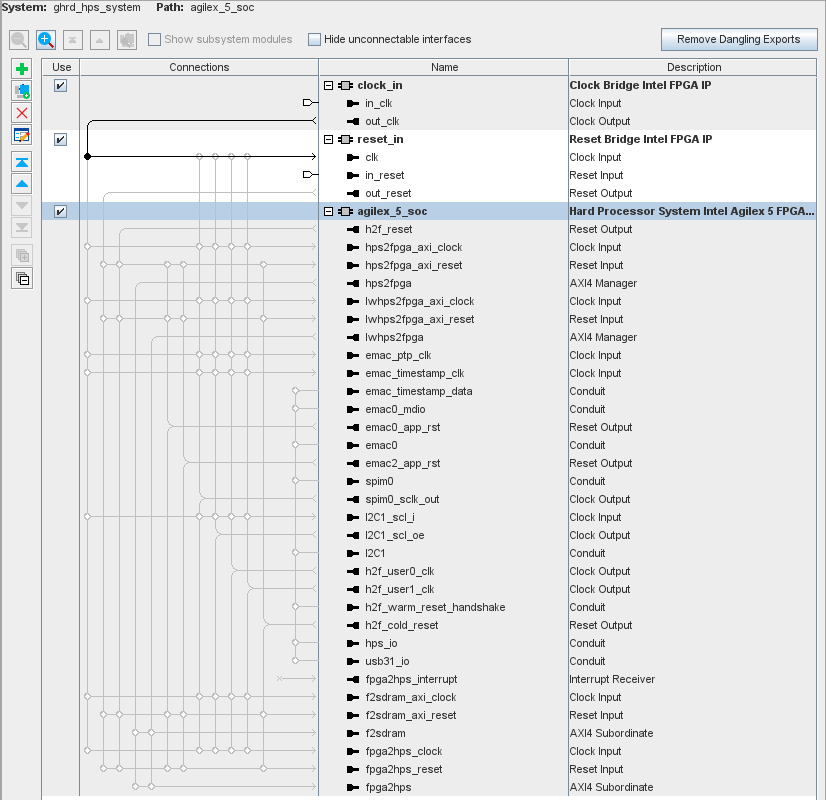 System: ghrd_hps_system Path: agilex_5_soc
Show subsystem modules Hide unconnectable interfaces Remove Dangling Exports
Use Connections Name Description
clock_in Clock Bridge Intel FPGA IP
in_clk Clock Input
out_clk Clock Output
reset_in Reset Bridge Intel FPGA IP
clk Clock Input
in_reset Reset Input
out_reset Reset Output
agilex_5_soc Hard Processor System Intel Agilex 5 FPGA...
h2f_reset Reset Output
hps2fpga_axi_clock Clock Input
hps2fpga_axi_reset Reset Input
hps2fpga AXI4 Manager
lwhps2fpga_axi_clock Clock Input
lwhps2fpga_axi_reset Reset Input
lwhps2fpga AXI4 Manager
emac_ptp_clk Clock Input
emac_timestamp_clk Clock Input
emac_timestamp_data Conduit
emac0_mdio Conduit
emac0_app_rst Reset Output
emac0 Conduit
emac2_app_rst Reset Output
spim0 Conduit
spim0_sclk_out Clock Output
I2C1_scl_i Clock Input
I2C1_scl_oe Clock Output
I2C1 Conduit
h2f_user0_clk Clock Output
h2f_user1_clk Clock Output
h2f_warm_reset_handshake Conduit
h2f_cold_reset Reset Output
hps_io Conduit
usb31_io Conduit
fpga2hps_interrupt Interrupt Receiver
f2sdram_axi_clock Clock Input
f2sdram_axi_reset Reset Input
f2sdram AXI4 Subordinate
fpga2hps_clock Clock Input
fpga2hps_reset Reset Input
fpga2hps AXI4 Subordinate